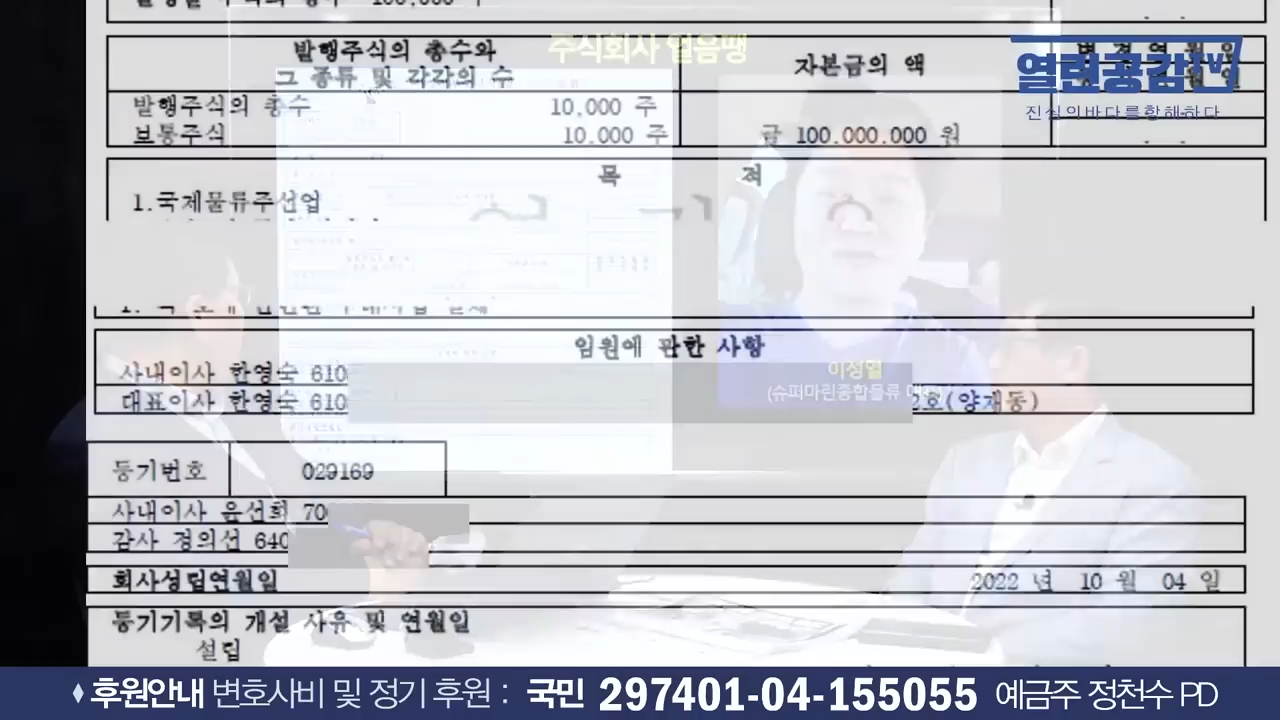 주식회사 얼음땡
발행주식의 총수와
그 종류 및 각각의 수
자본금의 액
변 경 연 월 일
열린공감TV
진실의바다를항해하다
발행주식의 총수 10,000 주
보통주식 10,000 주 금 100.000.000 원
목 적
1.국제물류주선업
임원에 관한 사항
사내이사 한영숙 610
대표이사 한영숙 610 2호(양재동)
이성열
(슈퍼마린종합물류 대표)
등기번호 029169
사내이사 윤선희 70
감사 경의선 640
회사성립연월일 2022 년 10 월 04 일
등기기록의 개설 사유 및 연월일
설립
후원안내 변호사비 및 정기 후원 : 국민 297401-04-155055 예금주 정천수 PD